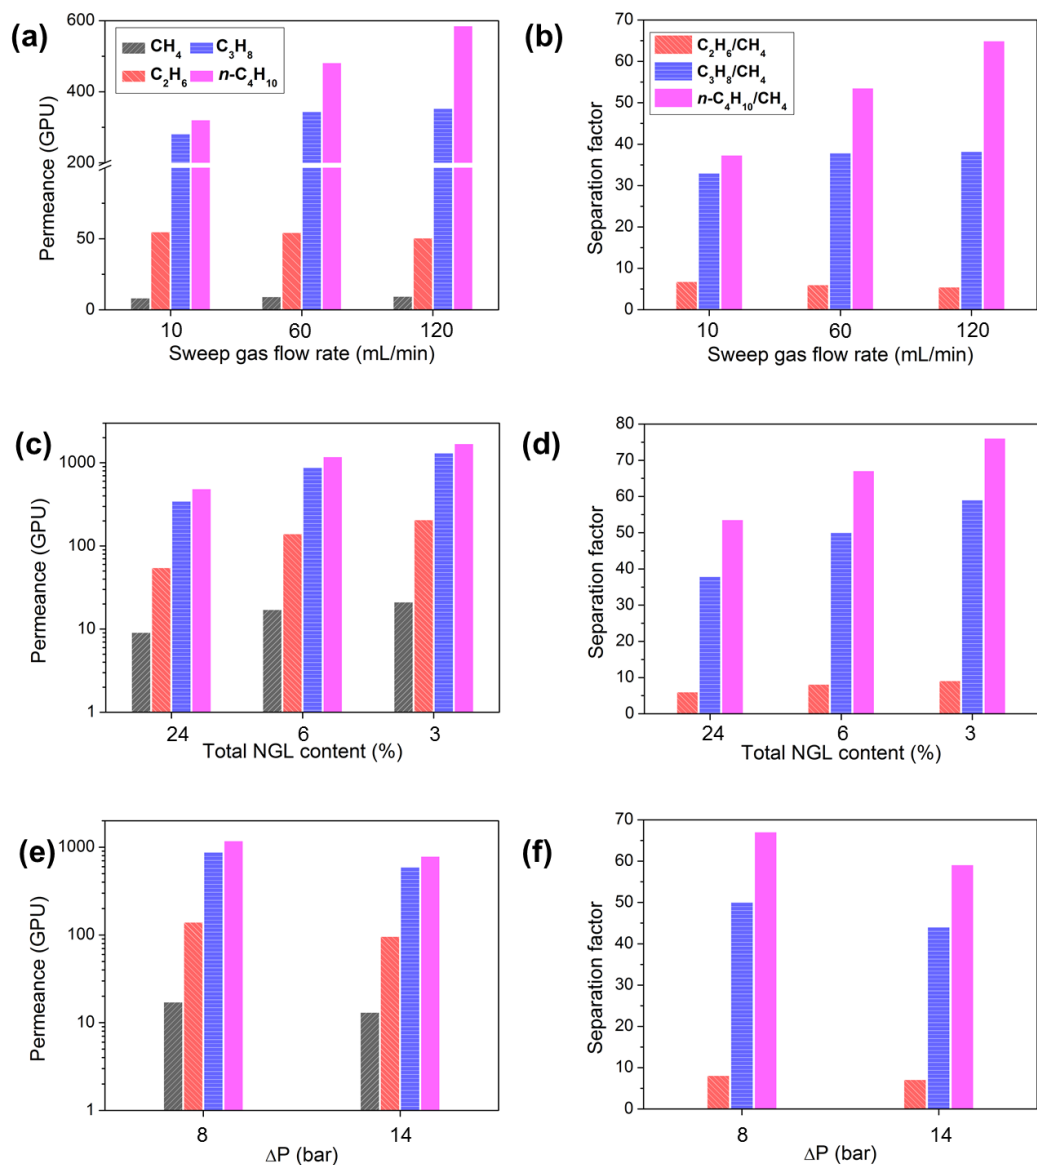 (a)
600
400
200
50
0
Permeance (GPU)
CH₄ C₃H₈
C₂H₆ n-C₄H₁₀
10 60 120
Sweep gas flow rate (mL/min)
(b)
70
60
50
40
30
20
10
0
Separation factor
C₂H₆/CH₄
C₃H₈/CH₄
n-C₄H₁₀/CH₄
10 60 120
Sweep gas flow rate (mL/min)
(c)
1000
100
10
1
Permeance (GPU)
24 6 3
Total NGL content (%)
(d)
80
70
60
50
40
30
20
10
0
Separation factor
24 6 3
Total NGL content (%)
(e)
1000
100
10
1
Permeance (GPU)
8 14
ΔP (bar)
(f)
70
60
50
40
30
20
10
0
Separation factor
8 14
ΔP (bar)